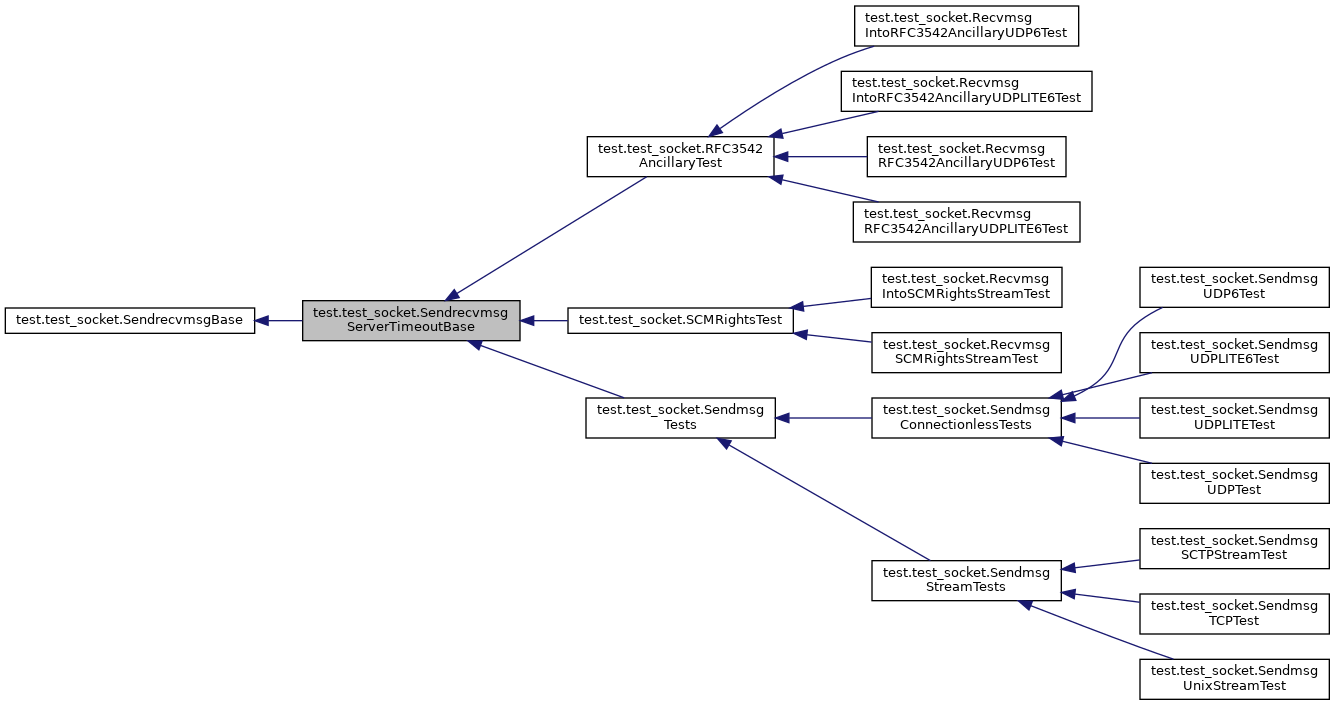 test.test_socket.SendrecvmsgBase
test.test_socket.Sendrecvmsg
ServerTimeoutBase
test.test_socket.RFC3542
AncillaryTest
test.test_socket.Recvmsg
IntoRFC3542AncillaryUDP6Test
test.test_socket.Recvmsg
IntoRFC3542AncillaryUDPLITE6Test
test.test_socket.Recvmsg
RFC3542AncillaryUDP6Test
test.test_socket.Recvmsg
RFC3542AncillaryUDPLITE6Test
test.test_socket.SCMRightsTest
test.test_socket.Recvmsg
IntoSCMRightsStreamTest
test.test_socket.Recvmsg
SCMRightsStreamTest
test.test_socket.Sendmsg
Tests
test.test_socket.Sendmsg
ConnectionlessTests
test.test_socket.Sendmsg
UDP6Test
test.test_socket.Sendmsg
UDPLITE6Test
test.test_socket.Sendmsg
UDPLITETest
test.test_socket.Sendmsg
UDPTest
test.test_socket.Sendmsg
StreamTests
test.test_socket.Sendmsg
SCTPStreamTest
test.test_socket.Sendmsg
TCPTest
test.test_socket.Sendmsg
UnixStreamTest